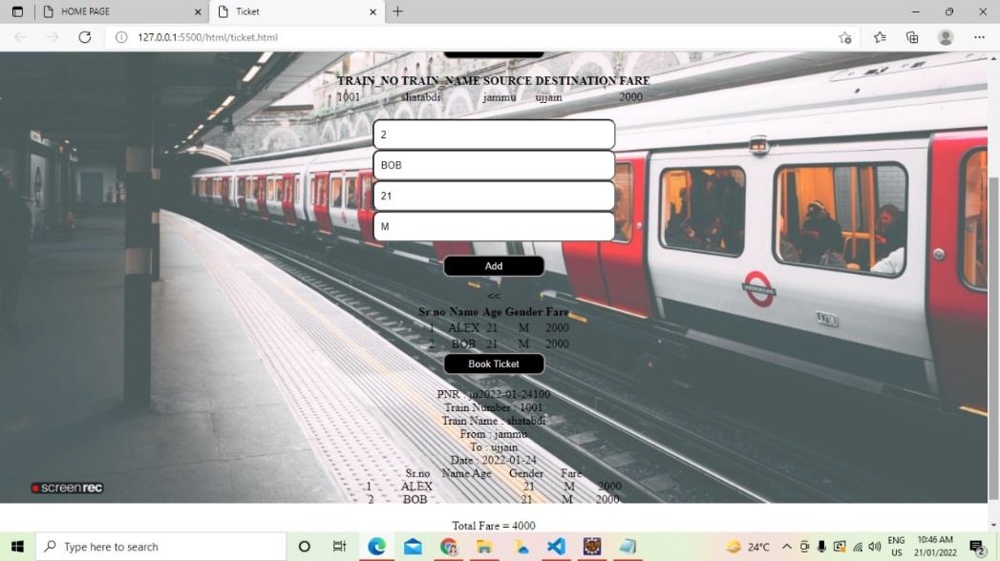 HOME PAGE
Ticket
127.0.0.1:5500/html/ticket.html
TRAIN_NO TRAIN_NAME SOURCE DESTINATION FARE
1001 shatabdi jammu ujjain 2000
2
BOB
21
M
Add
<<
Sr no Name Age Gender Fare
1 ALEX 21 M 2000
2 BOB 21 M 2000
Book Ticket
PNR : ju2022-01-24100
Train Number : 1001
Train Name : shatabdi
From : jammu
To : ujjain
Date : 2022-01-24
Sr.no Name Age Gender Fare
1 ALEX 21 M 2000
2 BOB 21 M 2000
Total Fare = 4000
UNDERGROUND
screenrec
Type here to search
24°C
ENG
US
10:46 AM
21/01/2022
2